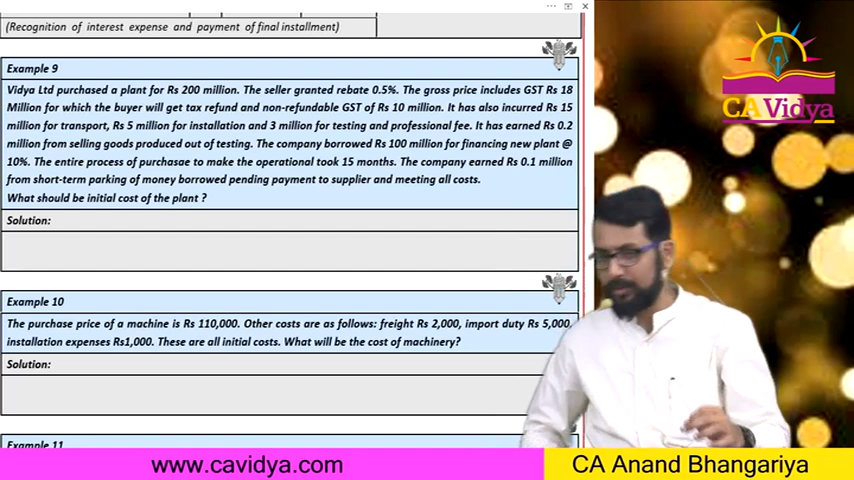 (Recognition of interest expense and payment of final installment)
Example 9
Vidya Ltd purchased a plant for Rs 200 million. The seller granted rebate 0.5%. The gross price includes GST Rs 18
Million for which the buyer will get tax refund and non-refundable GST of Rs 10 million. It has also incurred Rs 15
million for transport, Rs 5 million for installation and 3 million for testing and professional fee. It has earned Rs 0.2
million from selling goods produced out of testing. The company borrowed Rs 100 million for financing new plant @
10%. The entire process of purchasae to make the operational took 15 months. The company earned Rs 0.1 million
from short-term parking of money borrowed pending payment to supplier and meeting all costs.
What should be initial cost of the plant ?
Solution:
Example 10
The purchase price of a machine is Rs 110,000. Other costs are as follows: freight Rs 2,000, import duty Rs 5,000,
installation expenses Rs1,000. These are all initial costs. What will be the cost of machinery?
Solution:
Example 11
CA Vidya
www.cavidya.com
CA Anand Bhangariya